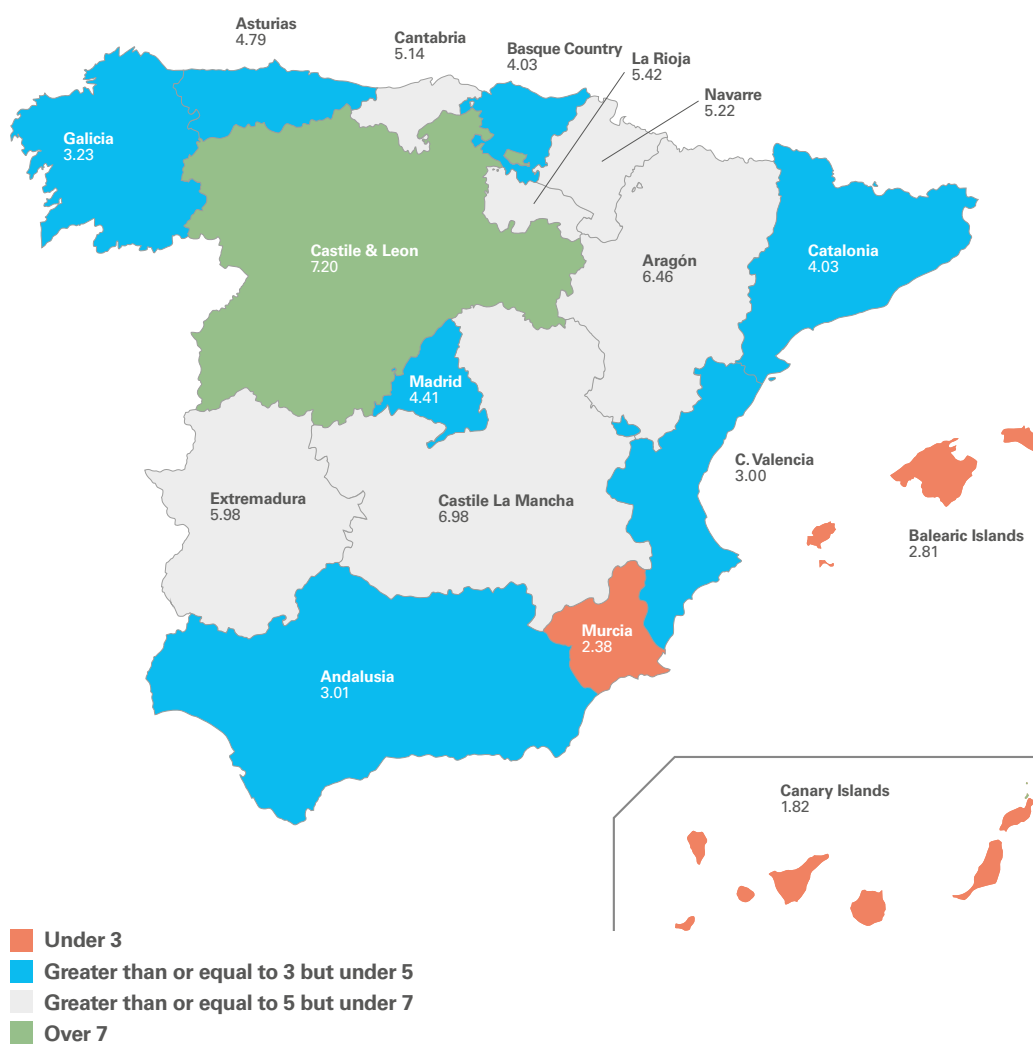 Asturias
4.79
Cantabria
5.14
Basque Country
4.03
La Rioja
5.42
Navarre
5.22
Galicia
3.23
Castile & Leon
7.20
Aragón
6.46
Catalonia
4.03
Madrid
4.41
C. Valencia
3.00
Extremadura
5.98
Castile La Mancha
6.98
Balearic Islands
2.81
Murcia
2.38
Andalusia
3.01
Canary Islands
1.82
Under 3
Greater than or equal to 3 but under 5
Greater than or equal to 5 but under 7
Over 7